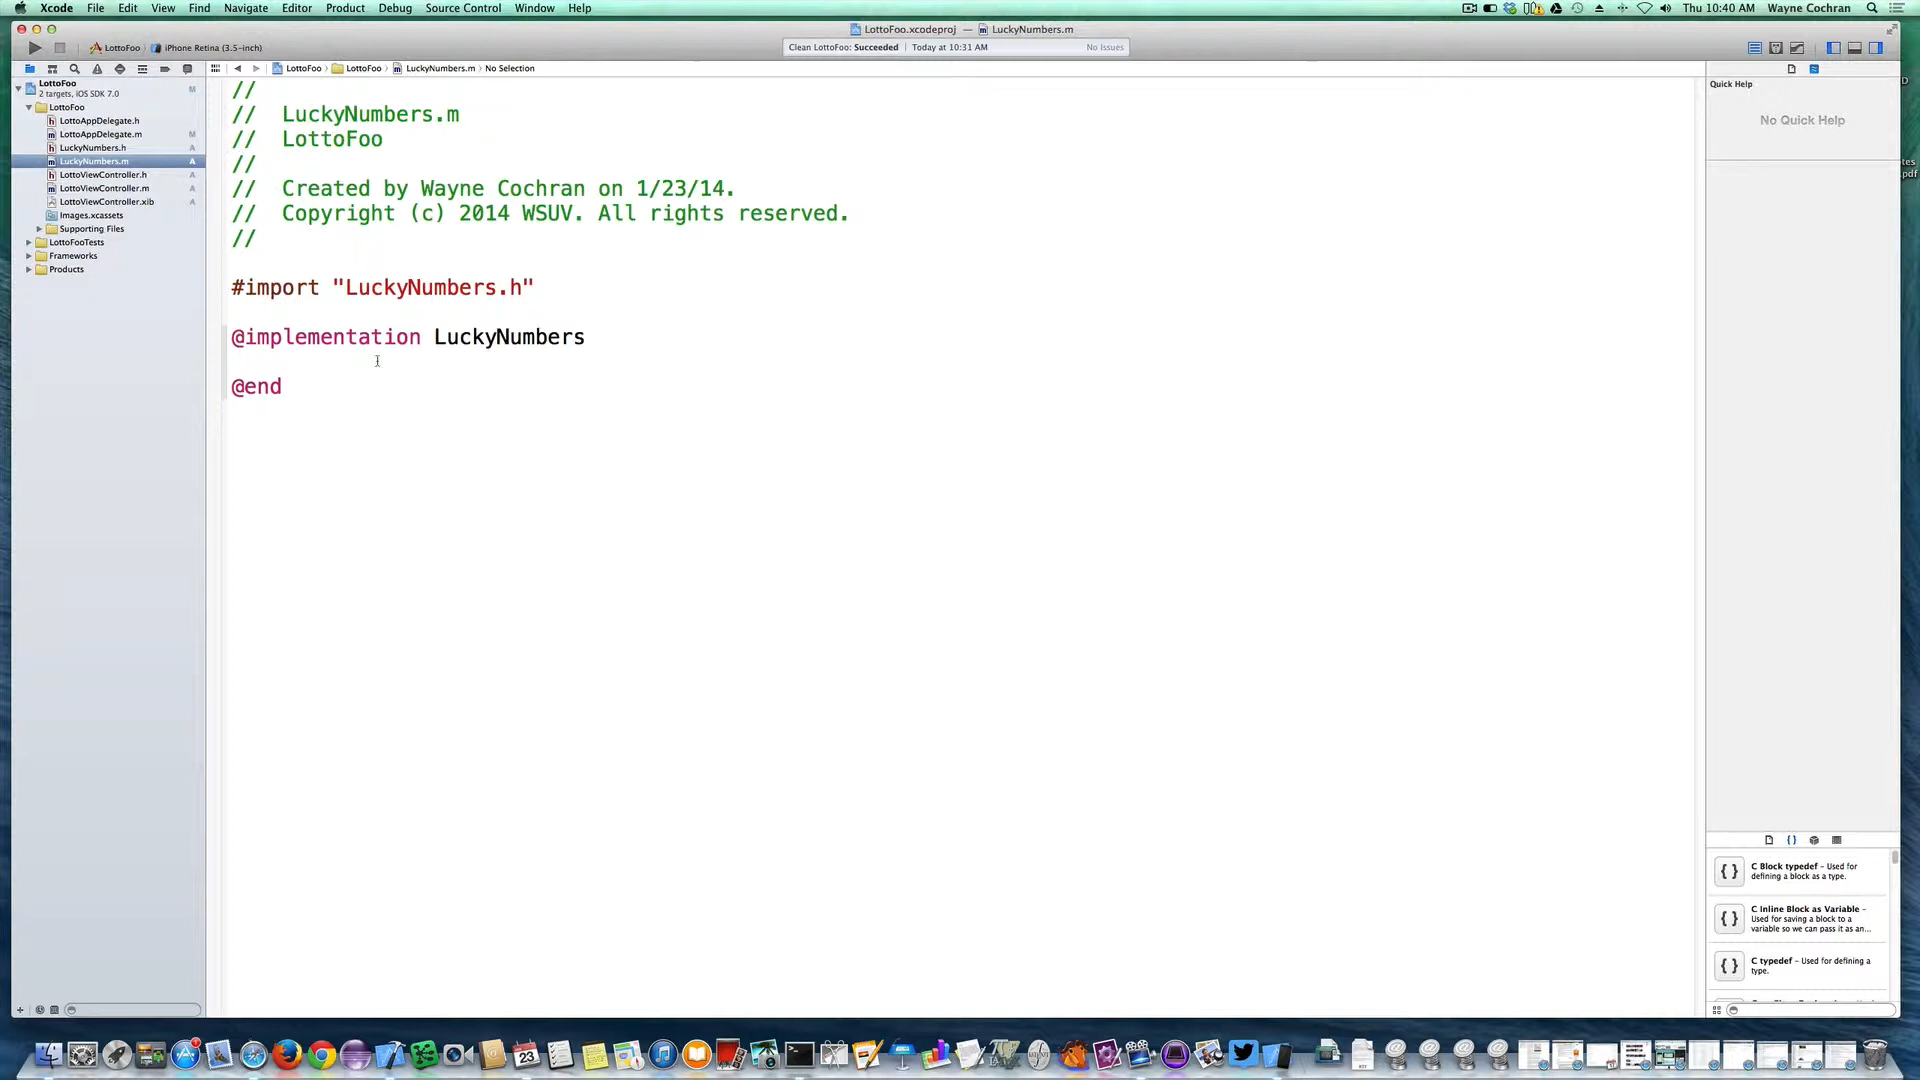 Xcode File Edit View Find Navigate Editor Product Debug Source Control Window Help Thu 10:40 AM Wayne Cochran
LottoFoo.xcodeproj — LuckyNumbers.m
LottoFoo 〉 iPhone Retina (3.5-inch)
Clean LottoFoo: Succeeded | Today at 10:31 AM No Issues
LottoFoo 〉 LottoFoo 〉 LuckyNumbers.m 〉 No Selection
LottoFoo
2 targets, iOS SDK 7.0 M
LottoFoo
LottoAppDelegate.h
LottoAppDelegate.m M
LuckyNumbers.h A
LuckyNumbers.m A
LottoViewController.h A
LottoViewController.m A
LottoViewController.xib A
Images.xcassets
Supporting Files
LottoFooTests
Frameworks
Products
//
// LuckyNumbers.m
// LottoFoo
//
// Created by Wayne Cochran on 1/23/14.
// Copyright (c) 2014 WSUV. All rights reserved.
//
#import "LuckyNumbers.h"
@implementation LuckyNumbers
@end
Quick Help
No Quick Help
.pdf
{ }
{ } C Block typedef – Used for
defining a block as a type.
{ } C Inline Block as Variable –
Used for saving a block to a
variable so we can pass it as an...
{ } C typedef – Used for defining a
type.
23